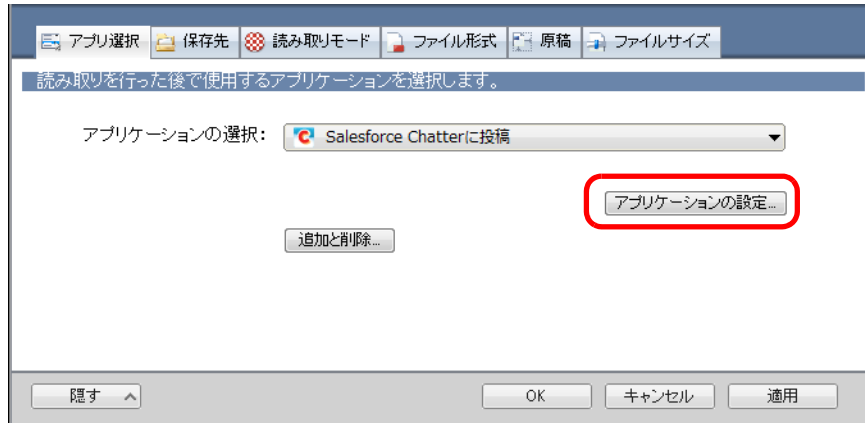 アプリ選択 保存先 読み取りモード ファイル形式 原稿 ファイルサイズ
読み取りを行った後で使用するアプリケーションを選択します。
アプリケーションの選択: Salesforce Chatterに投稿
アプリケーションの設定...
追加と削除...
隠す OK キャンセル 適用